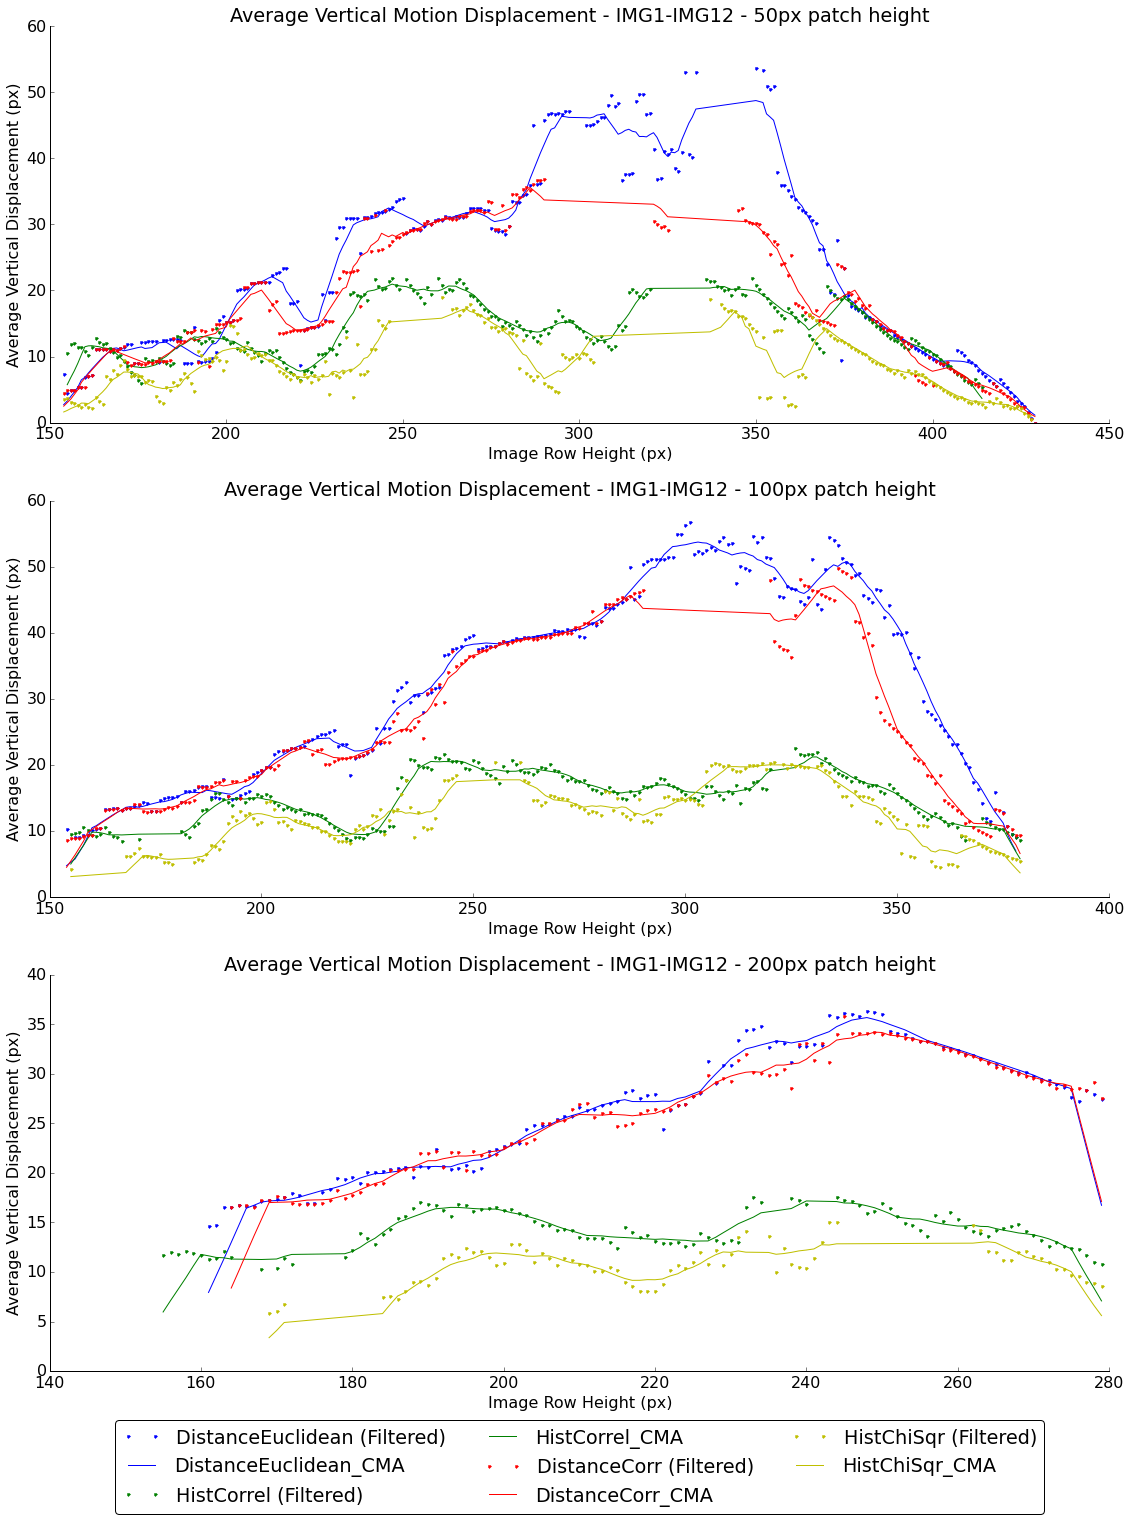 Average Vertical Motion Displacement - IMG1-IMG12 - 50px patch height
Average Vertical Displacement (px)
60
50
40
30
20
10
0
150 200 250 300 350 400 450
Image Row Height (px)
Average Vertical Motion Displacement - IMG1-IMG12 - 100px patch height
Average Vertical Displacement (px)
60
50
40
30
20
10
0
150 200 250 300 350 400
Image Row Height (px)
Average Vertical Motion Displacement - IMG1-IMG12 - 200px patch height
Average Vertical Displacement (px)
40
35
30
25
20
15
10
5
0
140 160 180 200 220 240 260 280
Image Row Height (px)
DistanceEuclidean (Filtered) HistCorrel_CMA HistChiSqr (Filtered)
DistanceEuclidean_CMA DistanceCorr (Filtered) HistChiSqr_CMA
HistCorrel (Filtered) DistanceCorr_CMA